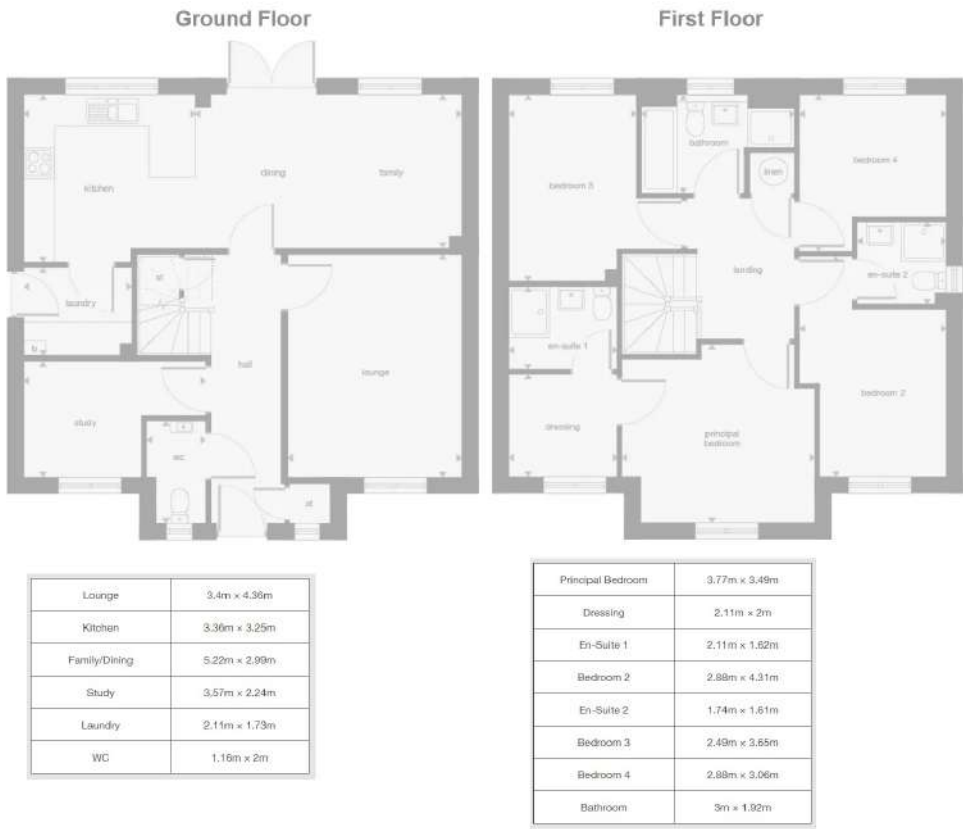 Ground Floor
First Floor
kitchen
dining
family
st
laundry
b
hall
lounge
study
wc
st
bedroom 3
bathroom
linen
bedroom 4
landing
en-suite 2
en-suite 1
bedroom 2
dressing
principal
bedroom
Lounge 3.4m × 4.36m
Kitchen 3.36m × 3.25m
Family/Dining 5.22m × 2.99m
Study 3.57m × 2.24m
Laundry 2.11m × 1.73m
WC 1.16m × 2m
Principal Bedroom 3.77m × 3.49m
Dressing 2.11m × 2m
En-Suite 1 2.11m × 1.62m
Bedroom 2 2.88m × 4.31m
En-Suite 2 1.74m × 1.61m
Bedroom 3 2.49m × 3.65m
Bedroom 4 2.88m × 3.06m
Bathroom 3m × 1.92m